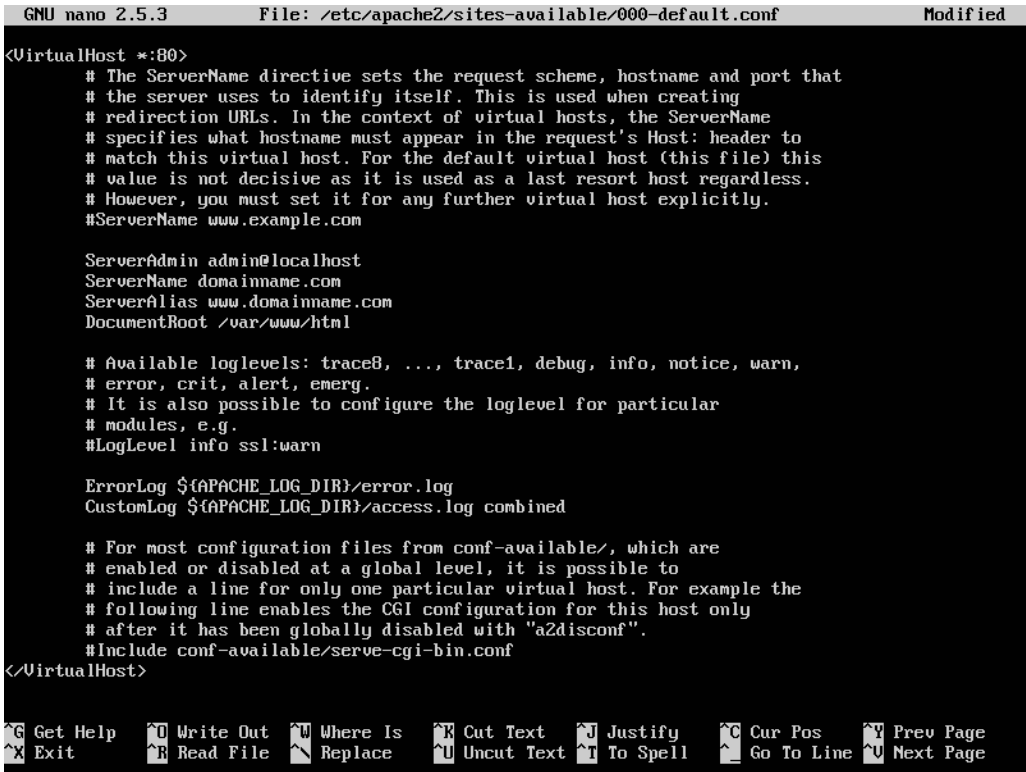 GNU nano 2.5.3 File: /etc/apache2/sites-available/000-default.conf Modified
<VirtualHost *:80>
# The ServerName directive sets the request scheme, hostname and port that
# the server uses to identify itself. This is used when creating
# redirection URLs. In the context of virtual hosts, the ServerName
# specifies what hostname must appear in the request's Host: header to
# match this virtual host. For the default virtual host (this file) this
# value is not decisive as it is used as a last resort host regardless.
# However, you must set it for any further virtual host explicitly.
#ServerName www.example.com
ServerAdmin admin@localhost
ServerName domainname.com
ServerAlias www.domainname.com
DocumentRoot /var/www/html
# Available loglevels: trace8, ..., trace1, debug, info, notice, warn,
# error, crit, alert, emerg.
# It is also possible to configure the loglevel for particular
# modules, e.g.
#LogLevel info ssl:warn
ErrorLog ${APACHE_LOG_DIR}/error.log
CustomLog ${APACHE_LOG_DIR}/access.log combined
# For most configuration files from conf-available/, which are
# enabled or disabled at a global level, it is possible to
# include a line for only one particular virtual host. For example the
# following line enables the CGI configuration for this host only
# after it has been globally disabled with "a2disconf".
#Include conf-available/serve-cgi-bin.conf
</VirtualHost>
^G Get Help ^O Write Out ^W Where Is ^K Cut Text ^J Justify ^C Cur Pos ^Y Prev Page
^X Exit ^R Read File ^\ Replace ^U Uncut Text ^T To Spell ^_ Go To Line ^V Next Page